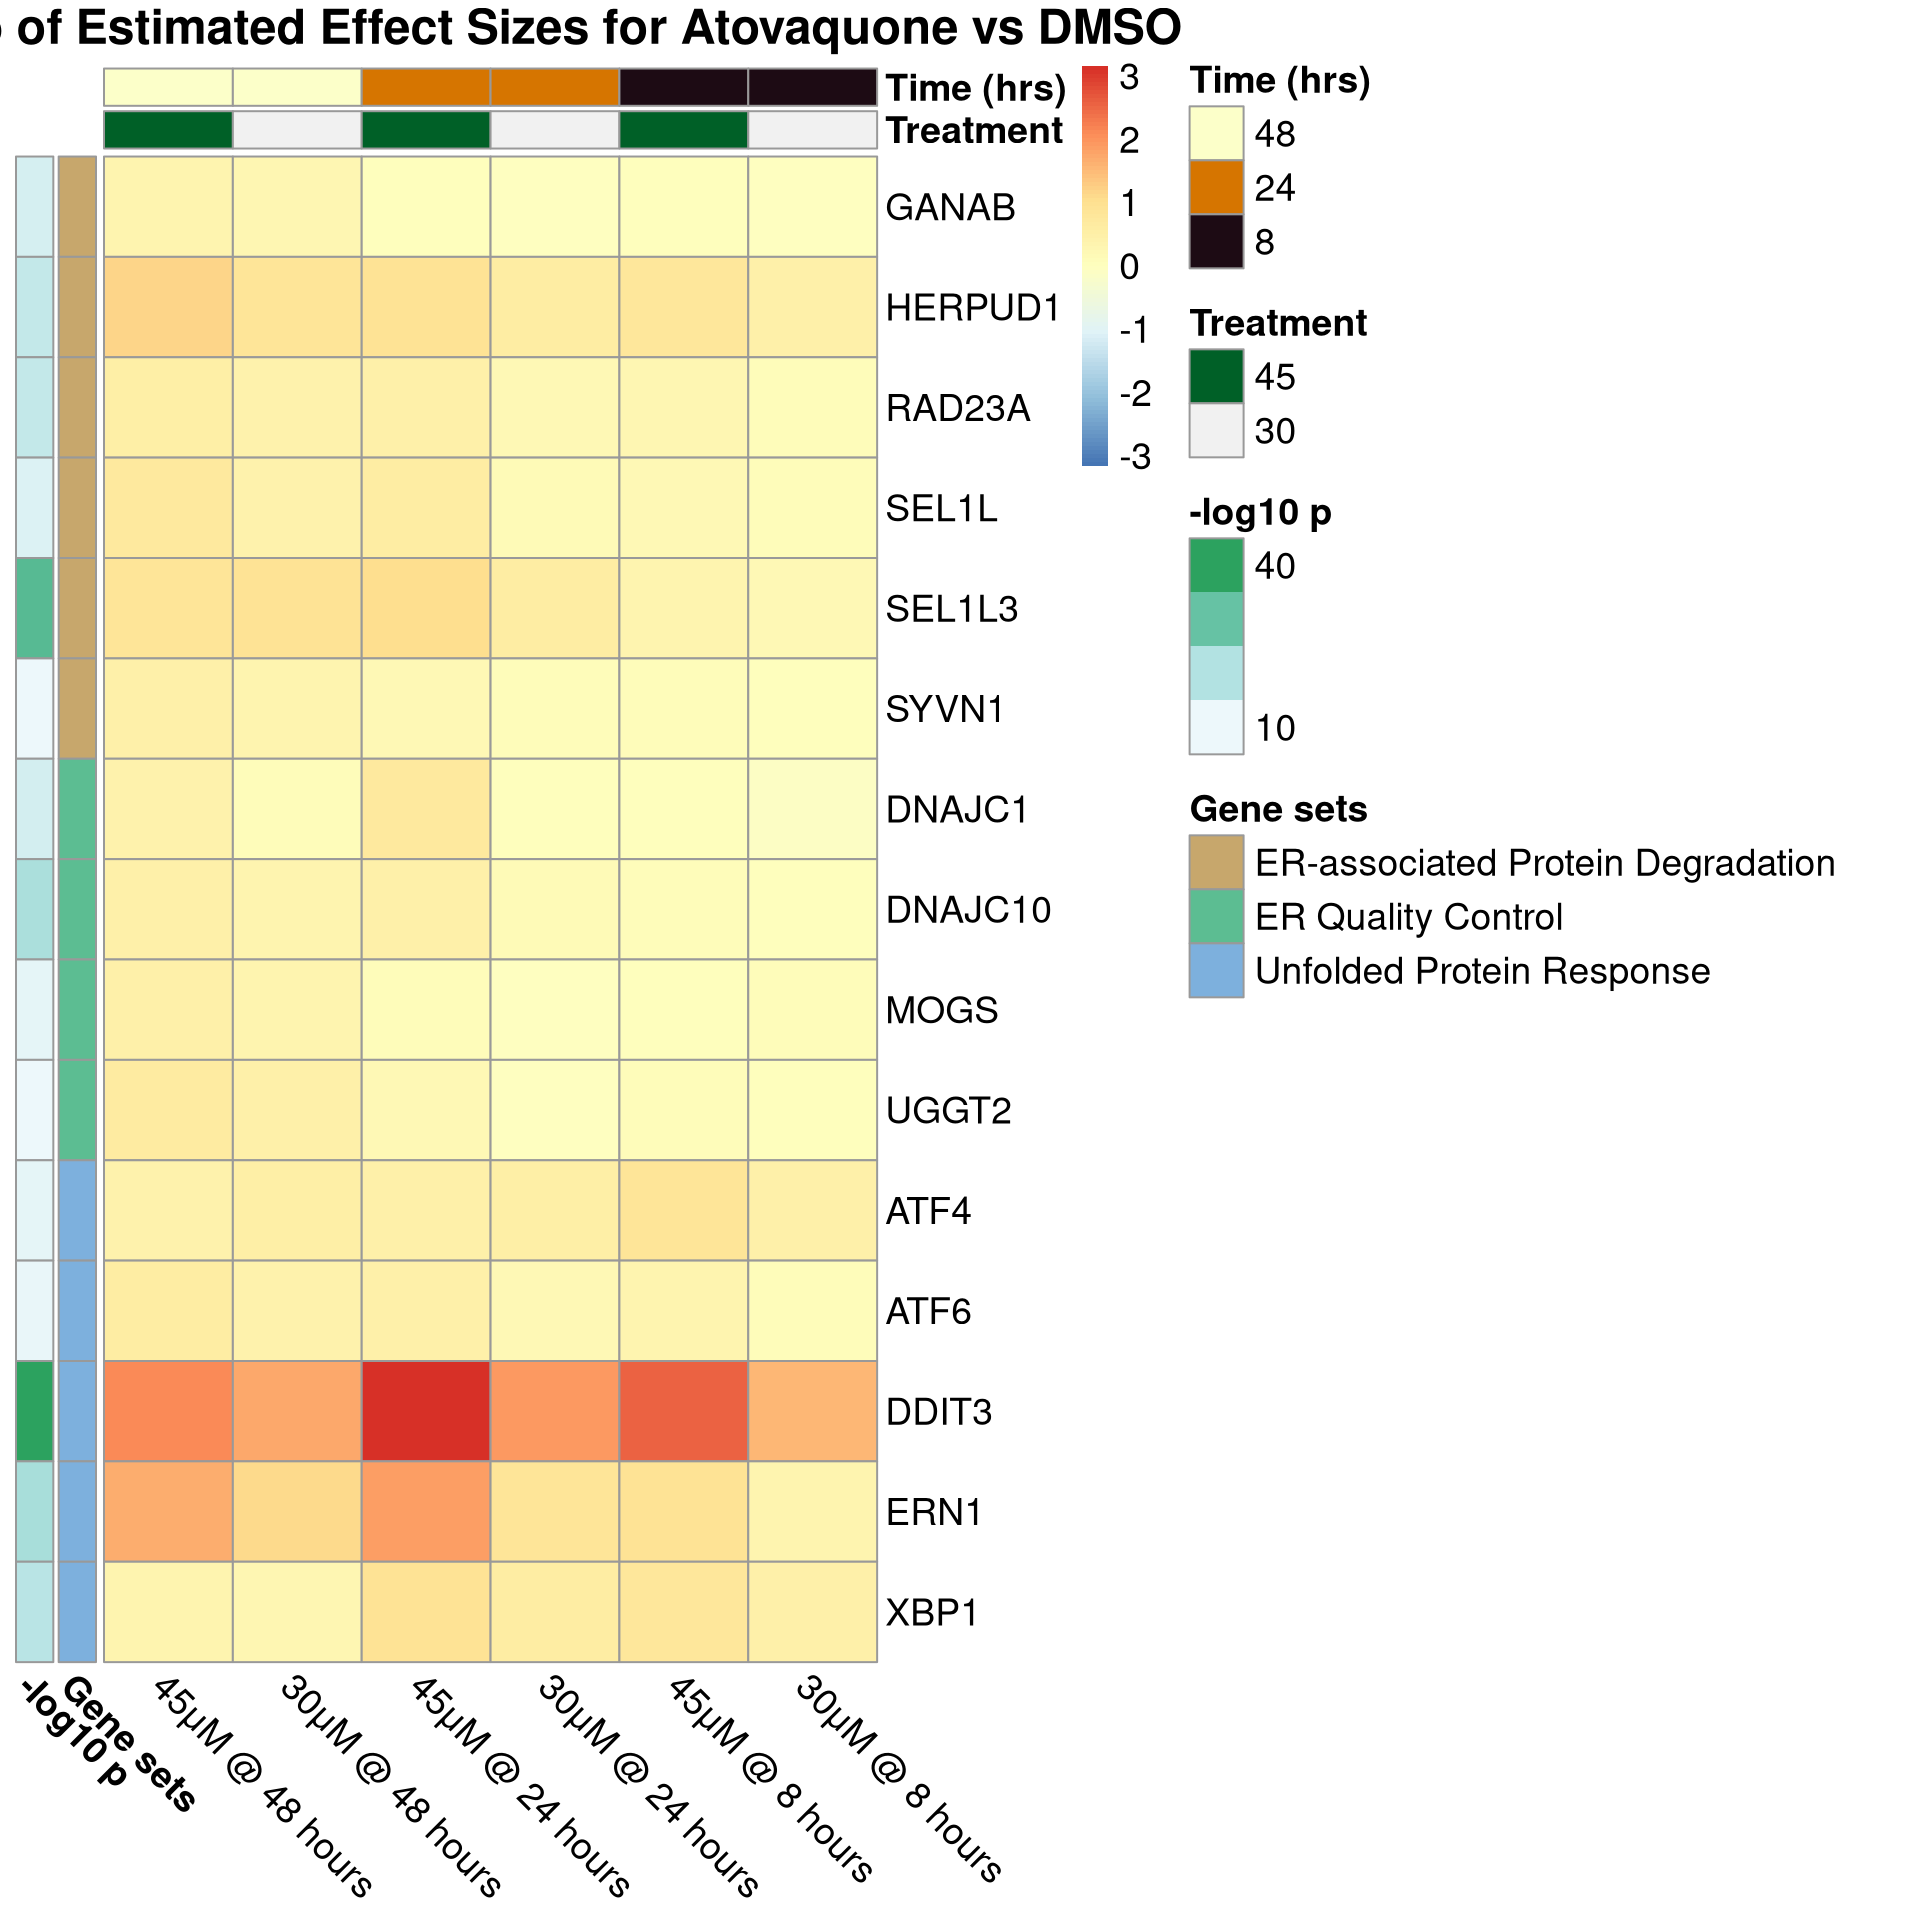 of Estimated Effect Sizes for Atovaquone vs DMSO
Time (hrs)
Treatment
GANAB
HERPUD1
RAD23A
SEL1L
SEL1L3
SYVN1
DNAJC1
DNAJC10
MOGS
UGGT2
ATF4
ATF6
DDIT3
ERN1
XBP1
-log10 p
Gene sets
45µM @ 48 hours
30µM @ 48 hours
45µM @ 24 hours
30µM @ 24 hours
45µM @ 8 hours
30µM @ 8 hours
3
2
1
0
-1
-2
-3
Time (hrs)
48
24
8
Treatment
45
30
-log10 p
40
10
Gene sets
ER-associated Protein Degradation
ER Quality Control
Unfolded Protein Response